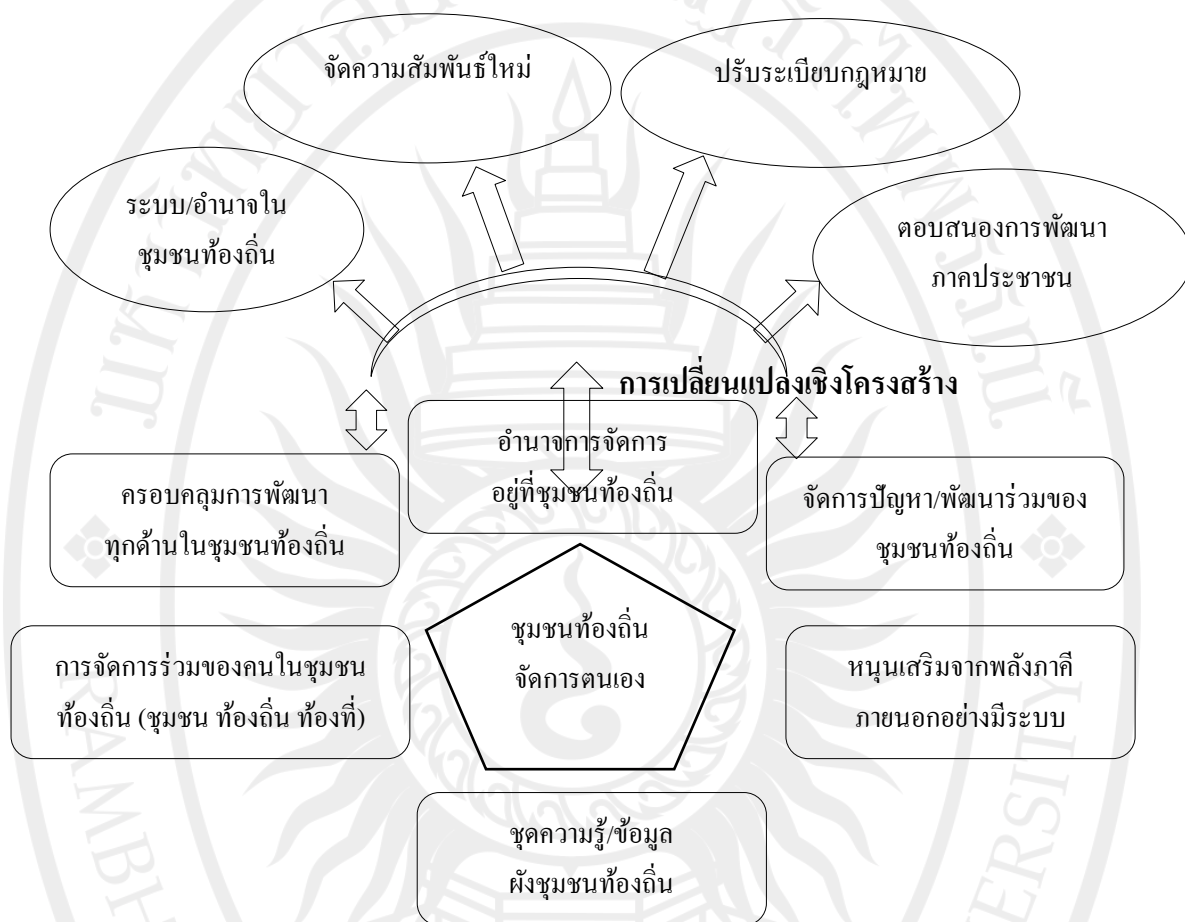 จัดความสัมพันธ์ใหม่
ปรับระเบียบกฎหมาย
ระบบ/อำนาจใน
ชุมชนท้องถิ่น
ตอบสนองการพัฒนา
ภาคประชาชน
การเปลี่ยนแปลงเชิงโครงสร้าง
อำนาจการจัดการ
อยู่ที่ชุมชนท้องถิ่น
ครอบคลุมการพัฒนา
ทุกด้านในชุมชนท้องถิ่น
จัดการปัญหา/พัฒนาร่วมของ
ชุมชนท้องถิ่น
ชุมชนท้องถิ่น
จัดการตนเอง
การจัดการร่วมของคนในชุมชน
ท้องถิ่น (ชุมชน ท้องถิ่น ท้องที่)
หนุนเสริมจากพลังภาคี
ภายนอกอย่างมีระบบ
ชุดความรู้/ข้อมูล
ผังชุมชนท้องถิ่น